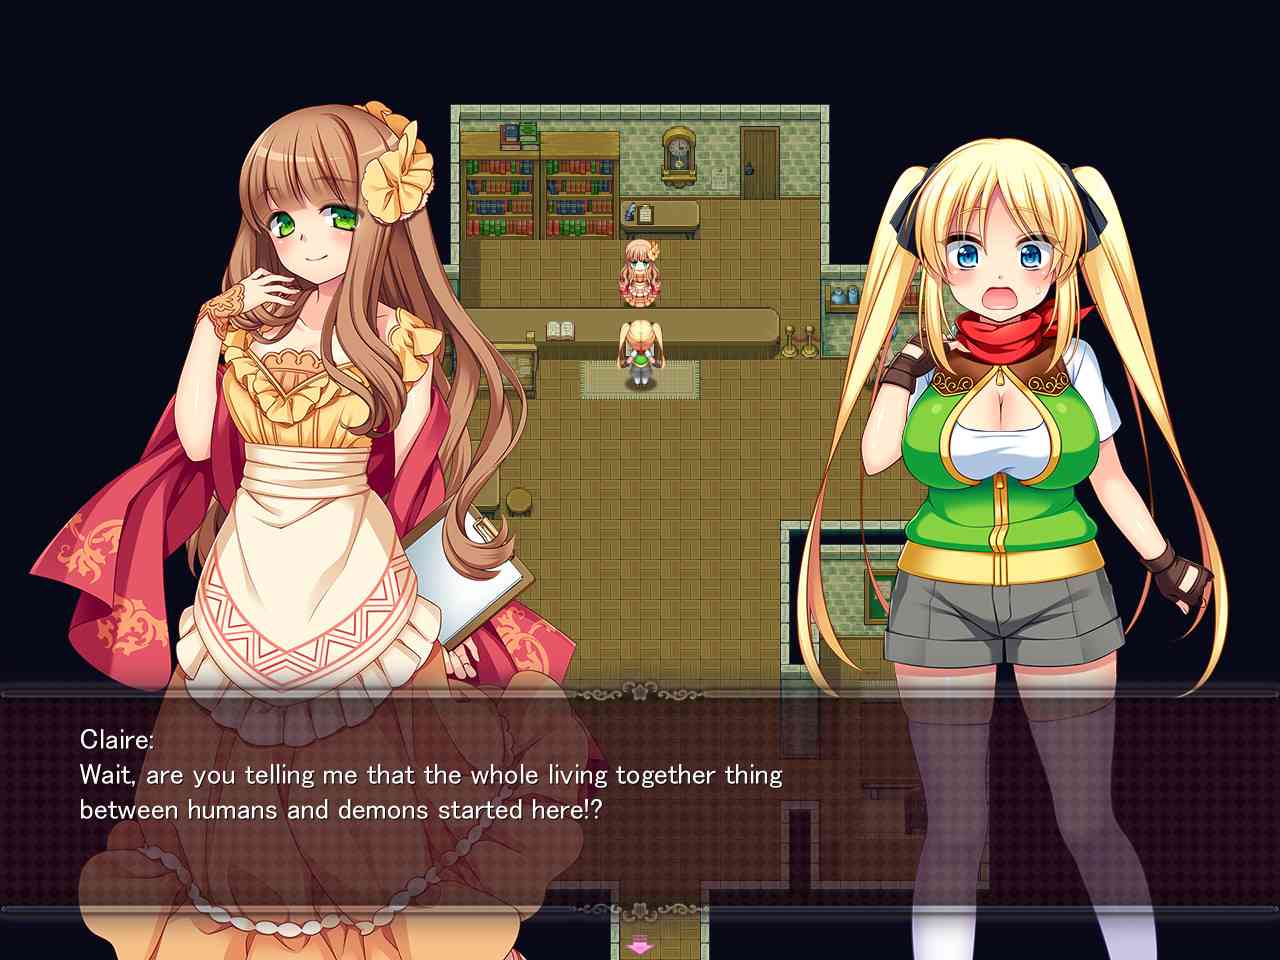 Claire:
Wait, are you telling me that the whole living together thing
between humans and demons started here!?